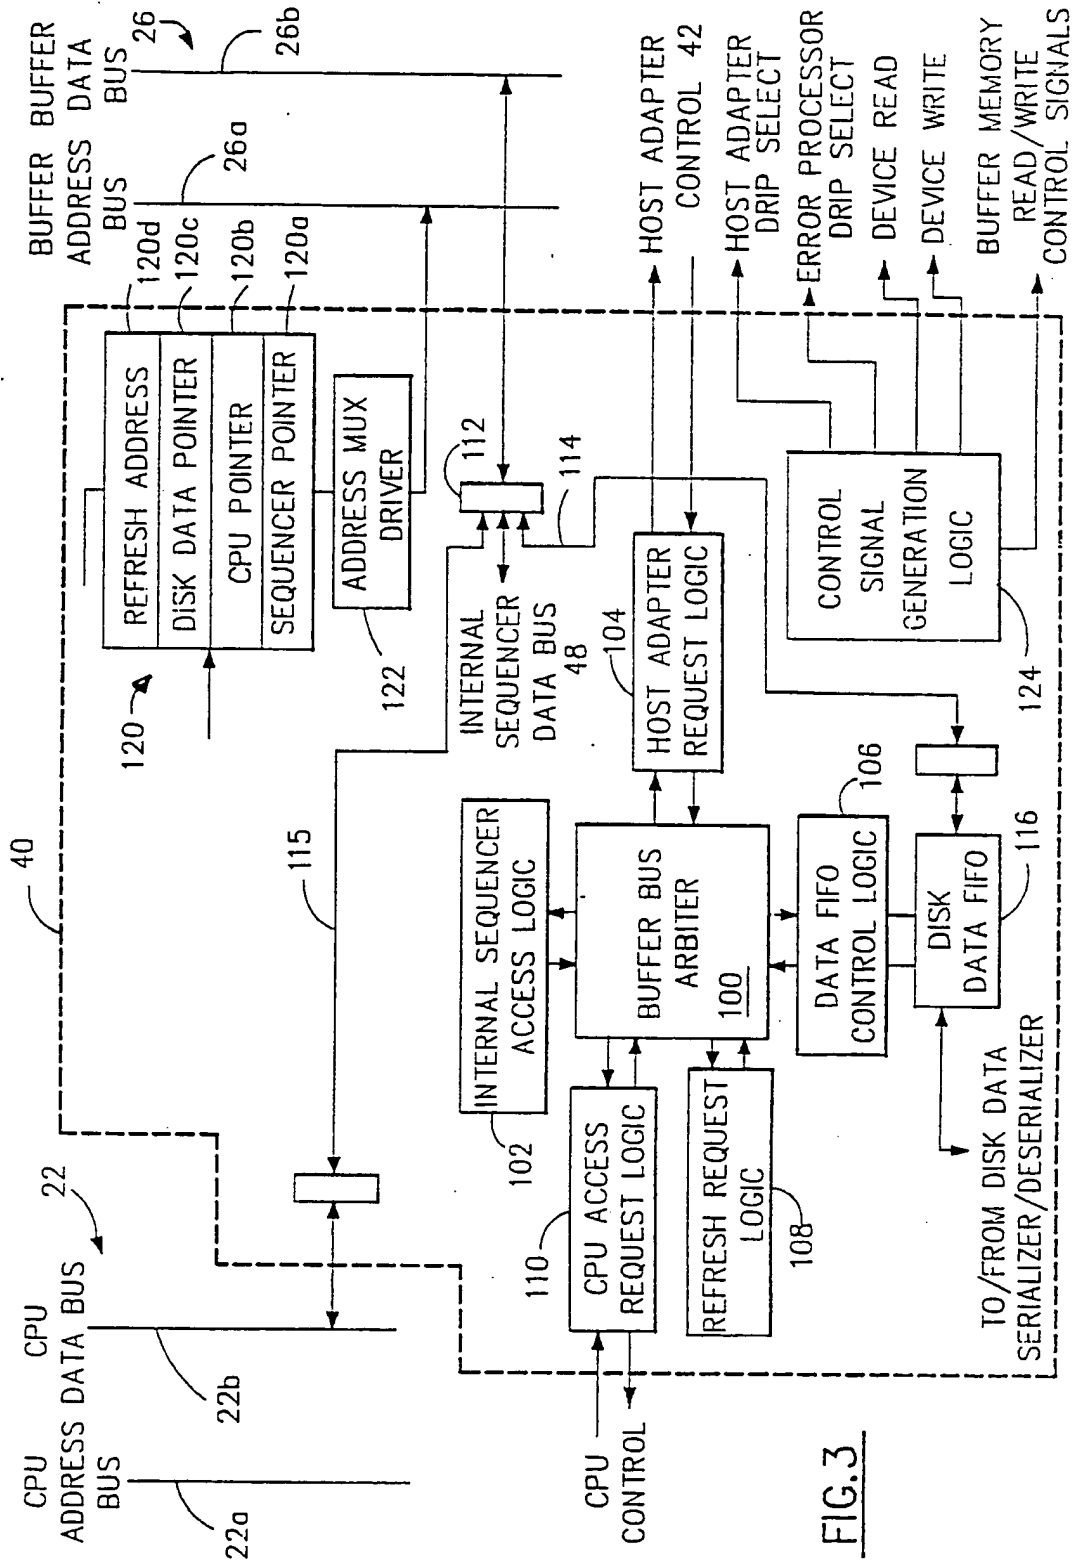 CPU
ADDRESS
BUS
CPU
DATA BUS
22
22a
22b
40
115
BUFFER
ADDRESS
BUS
BUFFER
DATA
BUS
26
26a
26b
120
REFRESH ADDRESS
DISK DATA POINTER
CPU POINTER
SEQUENCER POINTER
120d
120c
120b
120a
ADDRESS MUX
DRIVER
122
112
114
INTERNAL
SEQUENCER
DATA BUS
48
INTERNAL SEQUENCER
ACCESS LOGIC
102
CPU
CONTROL
CPU ACCESS
REQUEST LOGIC
110
BUFFER BUS
ARBITER
100
HOST ADAPTER
REQUEST LOGIC
104
HOST ADAPTER
CONTROL 42
REFRESH REQUEST
LOGIC
108
DATA FIFO
CONTROL LOGIC
106
DISK
DATA FIFO
116
TO/FROM DISK DATA
SERIALIZER/DESERIALIZER
CONTROL
SIGNAL
GENERATION
LOGIC
124
HOST ADAPTER
DRIP SELECT
ERROR PROCESSOR
DRIP SELECT
DEVICE READ
DEVICE WRITE
BUFFER MEMORY
READ/WRITE
CONTROL SIGNALS
FIG.3